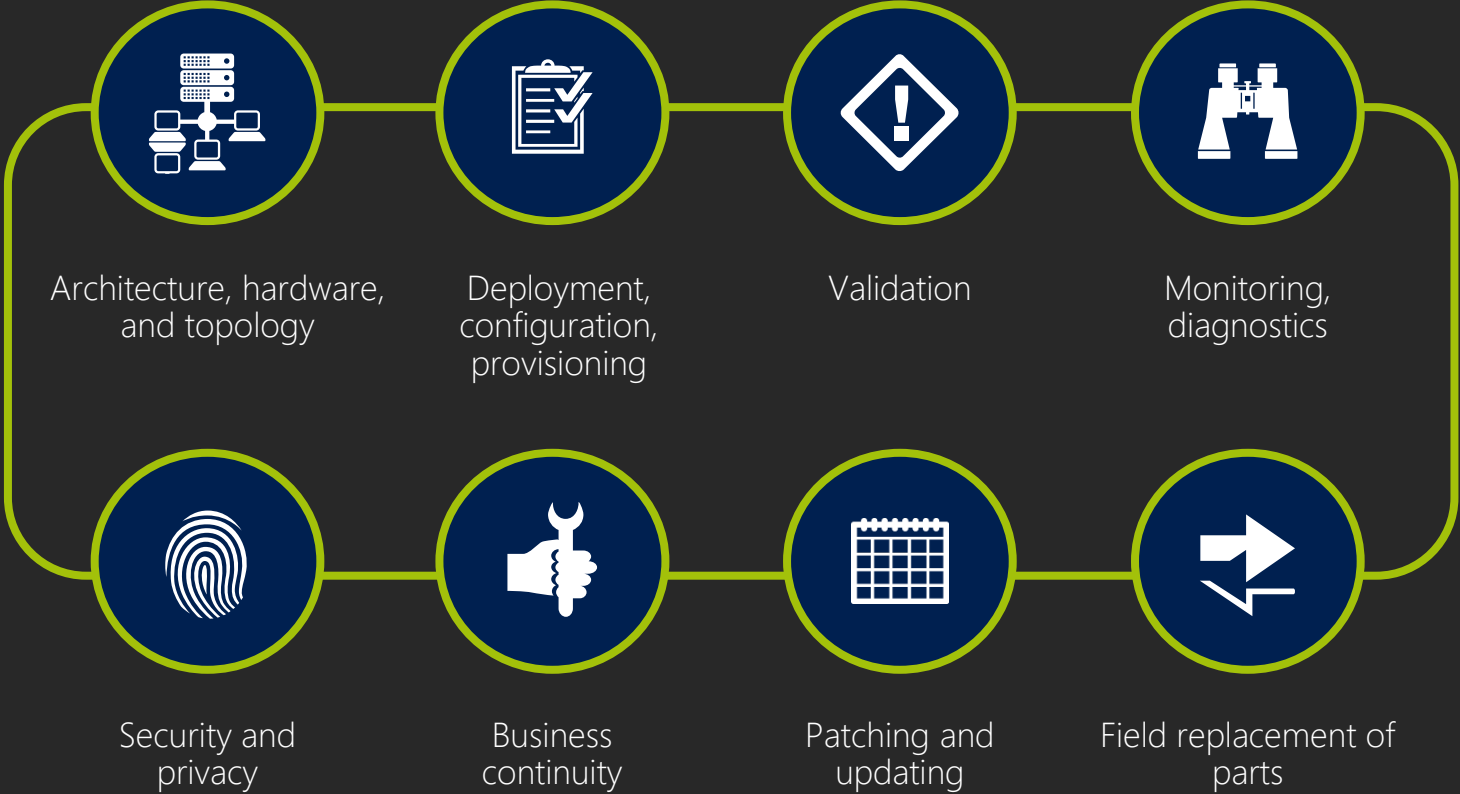 Architecture, hardware,
and topology
Deployment,
configuration,
provisioning
Validation
Monitoring,
diagnostics
Security and
privacy
Business
continuity
Patching and
updating
Field replacement of
parts